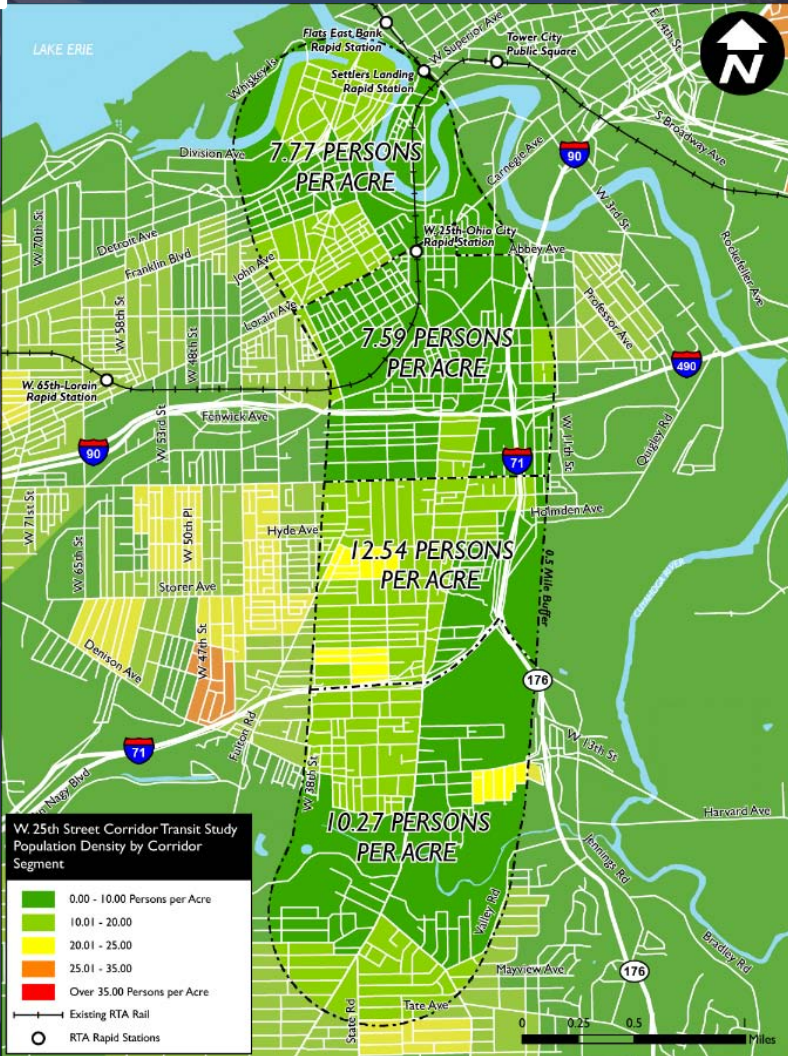 Flats East Bank
Rapid Station
W Superior Ave
E 14th St.
Tower City
Public Square
N
LAKE ERIE
Whiskey Is
Settlers Landing
Rapid Station
S Broadway Ave
Division Ave
7.77 PERSONS
PER ACRE
Carnegie Ave
90
W 3rd St.
W. 70th St
Detroit Ave
Franklin Blvd
John Ave
W. 25th-Ohio City
Rapid Station
Abbey Ave
Rockefeller Ave
Professor Ave
W. 58th St
W. 48th St
Lorain Ave
7.59 PERSONS
PER ACRE
490
W. 65th-Lorain
Rapid Station
Fenwick Ave
W. 53rd St
W. 11th St.
Quigley Rd
90
71
W. 71st St
W. 65th St
W. 50th Pl
Hyde Ave
Holmden Ave
12.54 PERSONS
PER ACRE
Storer Ave
0.5 Mile Buffer
Denison Ave
W. 47th St
176
Fulton Rd
71
W. 38th St
W. 13th St
Nagy Blvd
Harvard Ave
10.27 PERSONS
PER ACRE
Jennings Rd
Valley Rd
Bradley Rd
Mayview Ave
176
State Rd
Tate Ave
W. 25th Street Corridor Transit Study
Population Density by Corridor
Segment
0.00 - 10.00 Persons per Acre
10.01 - 20.00
20.01 - 25.00
25.01 - 35.00
Over 35.00 Persons per Acre
Existing RTA Rail
RTA Rapid Stations
0 0.25 0.5 1
Miles